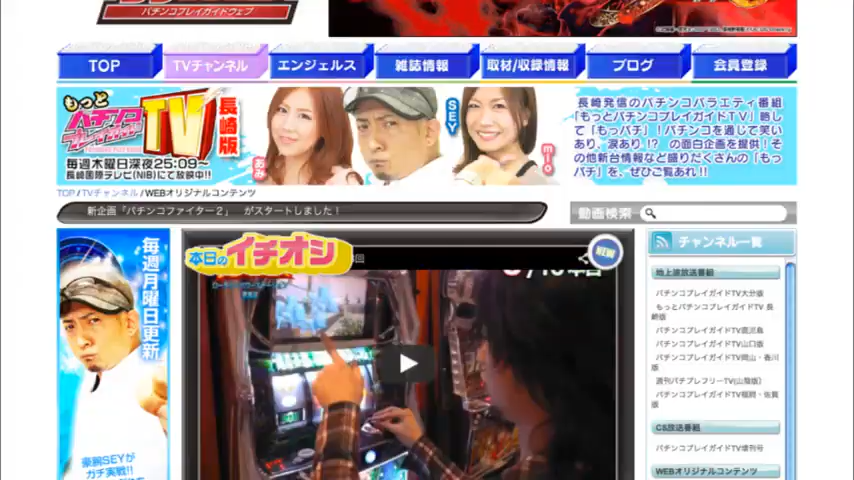 パチンコプレイガイドウェブ
TOP
TVチャンネル
エンジェルス
雑誌情報
取材/収録情報
ブログ
会員登録
もっと
パチンコ
プレイガイド
TV
長崎版
毎週木曜日深夜25:09～
長崎国際テレビ(NIB)にて放映中!!
あみ
SEY
mio
長崎発信のパチンコバラエティ番組
「もっとパチンコプレイガイドTV」略し
て「もっパチ」！パチンコを通じて笑い
あり、涙あり!?　の面白企画を提供！そ
の他新台情報など盛りだくさんの「もっ
パチ」を、ぜひご覧あれ!!
TOP / TVチャンネル / WEBオリジナルコンテンツ
新企画「パチンコファイター２」　がスタートしました！
動画検索
毎週月曜日更新
豪腕SEYが
ガチ実戦!!
本日のイチオシ
NEW
チャンネル一覧
地上波放送番組
パチンコプレイガイドTV大分版
もっとパチンコプレイガイドTV 長
崎版
パチンコプレイガイドTV鹿児島
パチンコプレイガイドTV山口版
パチンコプレイガイドTV岡山・香川
版
週刊パチプレフリーTV(山陰版)
パチンコプレイガイドTV福岡・佐賀
版
CS放送番組
パチンコプレイガイドTV増刊号
WEBオリジナルコンテンツ